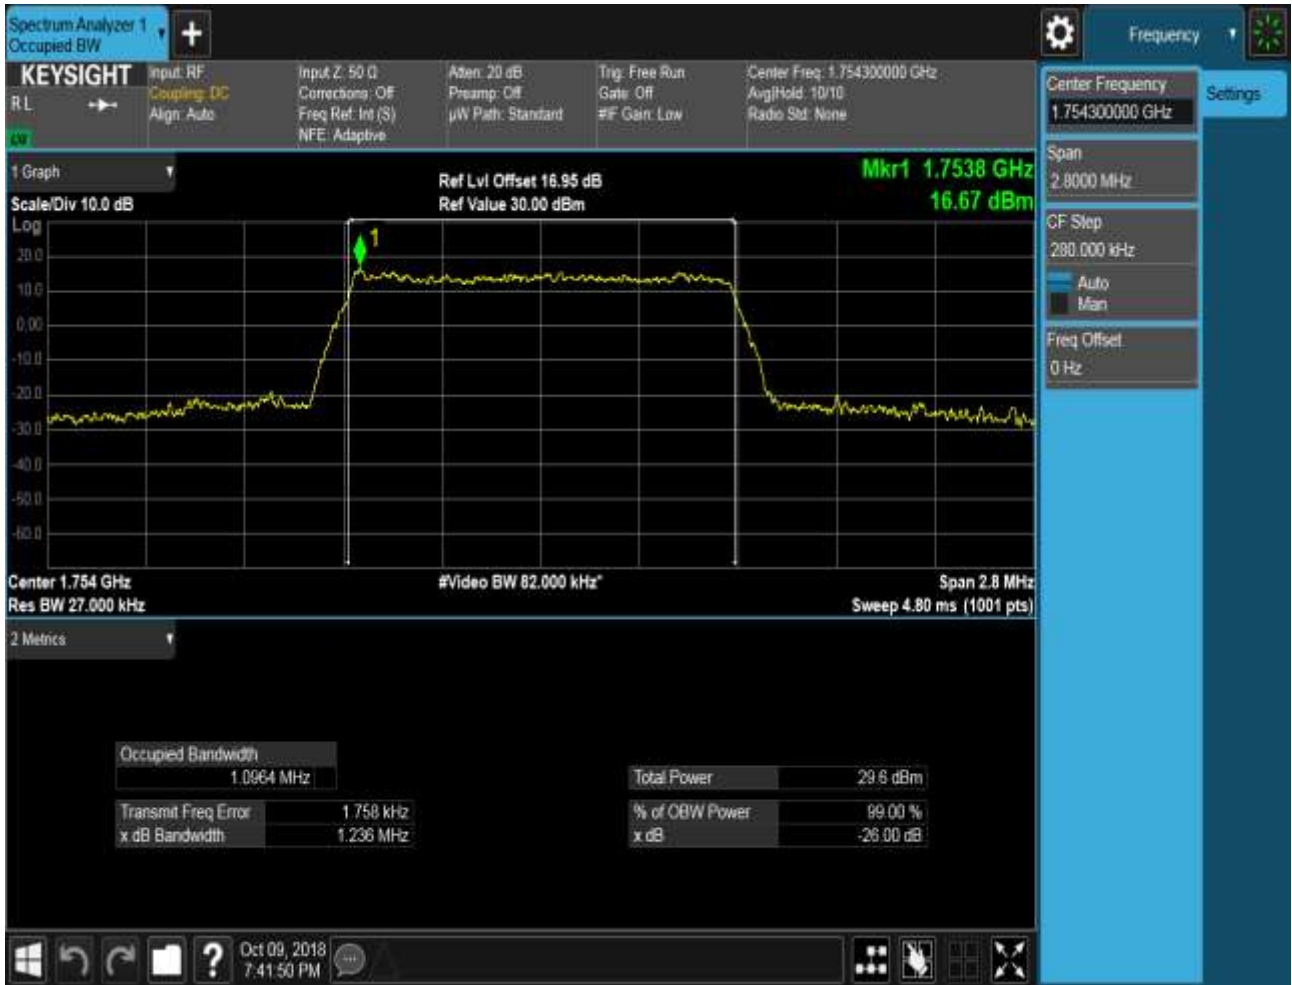 Spectrum Analyzer 1
Occupied BW
Frequency
KEYSIGHT
R L
Input: RF
Coupling: DC
Align: Auto
Input Z: 50 Ω
Corrections: Off
Freq Ref: Int (S)
NFE: Adaptive
Atten: 20 dB
Preamp: Off
µW Path: Standard
Trig: Free Run
Gate: Off
#IF Gain: Low
Center Freq: 1.754300000 GHz
Avg|Hold: 10/10
Radio Std: None
Center Frequency
1.754300000 GHz
Settings
Span
2.8000 MHz
CF Step
280.000 kHz
Auto
Man
Freq Offset
0 Hz
1 Graph
Scale/Div 10.0 dB
Ref Lvl Offset 16.95 dB
Ref Value 30.00 dBm
Mkr1 1.7538 GHz
16.67 dBm
Log
1
20.0
10.0
0.00
-10.0
-20.0
-30.0
-40.0
-50.0
-60.0
Center 1.754 GHz
#Video BW 82.000 kHz*
Span 2.8 MHz
Res BW 27.000 kHz
Sweep 4.80 ms (1001 pts)
2 Metrics
Occupied Bandwidth
1.0964 MHz
Total Power 29.6 dBm
Transmit Freq Error 1.758 kHz
% of OBW Power 99.00 %
x dB Bandwidth 1.236 MHz
x dB -26.00 dB
Oct 09, 2018
7:41:50 PM